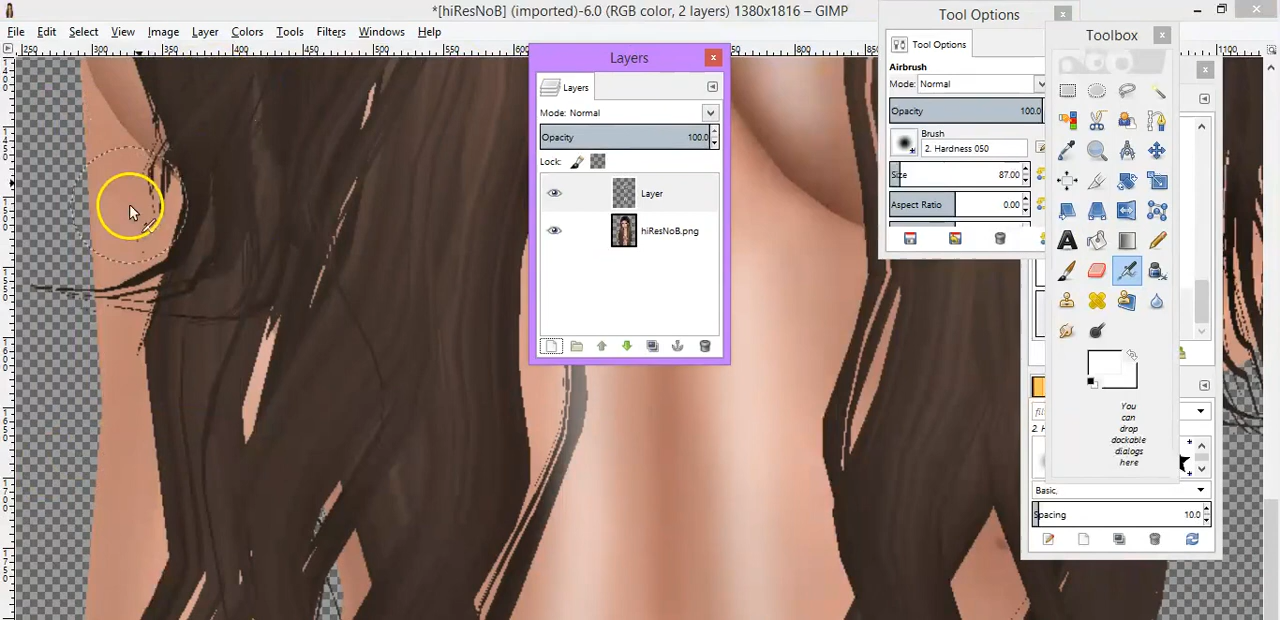 *[hiResNoB] (imported)-6.0 (RGB color, 2 layers) 1380x1816 – GIMP
File Edit Select View Image Layer Colors Tools Filters Windows Help
Layers
Layers
Mode: Normal
Opacity 100.0
Lock:
Layer
hiResNoB.png
Tool Options
Tool Options
Airbrush
Mode: Normal
Opacity 100.0
Brush
2. Hardness 050
Size 87.00
Aspect Ratio 0.00
Toolbox
You
can
drop
dockable
dialogs
here
Basic,
Spacing 10.0